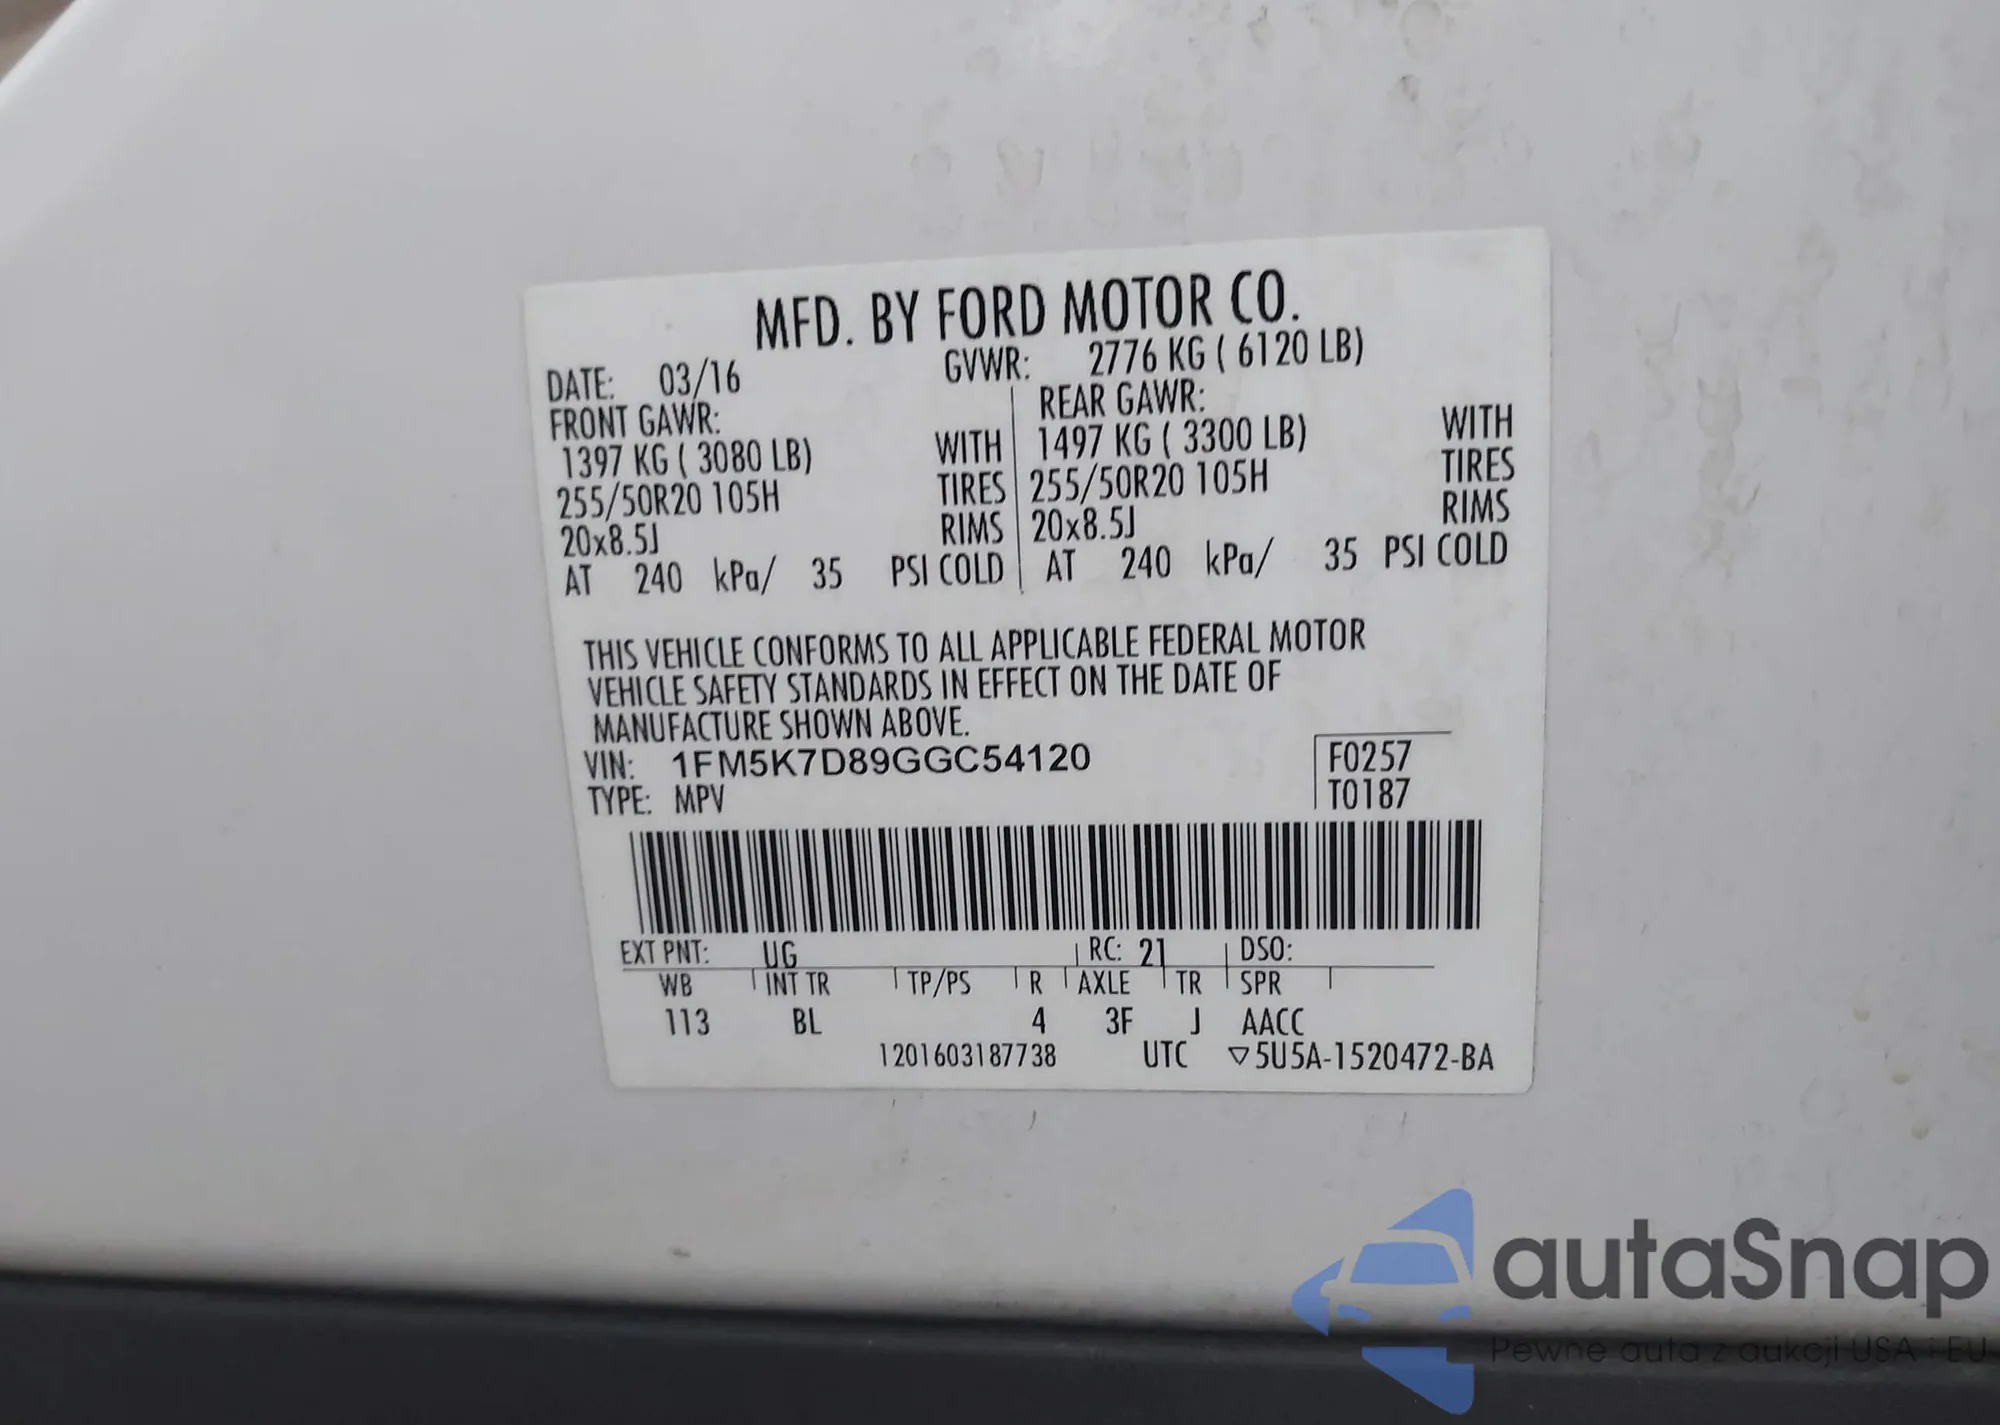 MFD. BY FORD MOTOR CO.
DATE: 03/16 GVWR: 2776 KG ( 6120 LB)
FRONT GAWR: REAR GAWR:
1397 KG ( 3080 LB) WITH 1497 KG ( 3300 LB) WITH
255/50R20 105H TIRES 255/50R20 105H TIRES
20x8.5J RIMS 20x8.5J RIMS
AT 240 kPa/ 35 PSI COLD AT 240 kPa/ 35 PSI COLD
THIS VEHICLE CONFORMS TO ALL APPLICABLE FEDERAL MOTOR
VEHICLE SAFETY STANDARDS IN EFFECT ON THE DATE OF
MANUFACTURE SHOWN ABOVE.
VIN: 1FM5K7D89GGC54120 F0257
TYPE: MPV T0187
EXT PNT: UG RC: 21 DSO:
WB INT TR TP/PS R AXLE TR SPR
113 BL 4 3F J AACC
1201603187738 UTC ▽5U5A-1520472-BA
autaSnap
Pewne auta z aukcji USA i EU